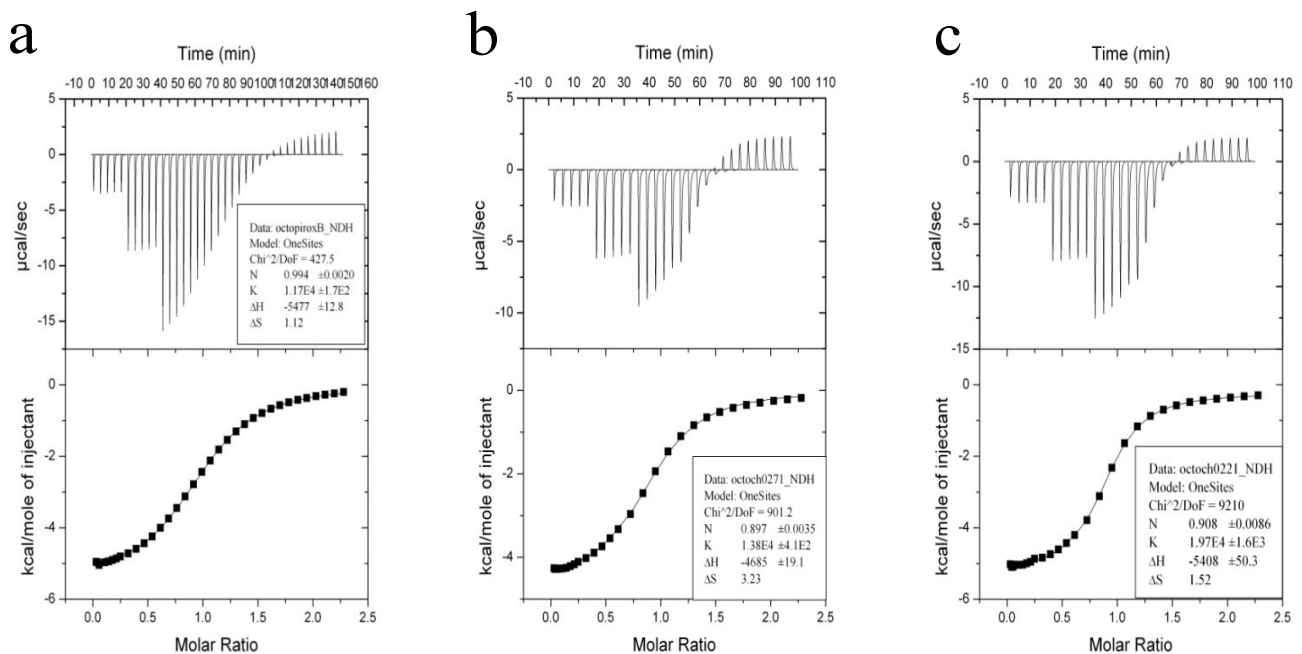 a
Time (min)
-10 0 10 20 30 40 50 60 70 80 90 100 110 120 130 140 150 160
5
0
-5
-10
-15
µcal/sec
Data: octopiroxB_NDH
Model: OneSites
Chi^2/DoF = 427.5
N 0.994 ±0.0020
K 1.17E4 ±1.7E2
ΔH -5477 ±12.8
ΔS 1.12
0
-2
-4
-6
kcal/mole of injectant
0.0 0.5 1.0 1.5 2.0 2.5
Molar Ratio
b
Time (min)
-10 0 10 20 30 40 50 60 70 80 90 100 110
5
0
-5
-10
µcal/sec
0
-2
-4
kcal/mole of injectant
Data: octoch0271_NDH
Model: OneSites
Chi^2/DoF = 901.2
N 0.897 ±0.0035
K 1.38E4 ±4.1E2
ΔH -4685 ±19.1
ΔS 3.23
0.0 0.5 1.0 1.5 2.0 2.5
Molar Ratio
c
Time (min)
-10 0 10 20 30 40 50 60 70 80 90 100 110
5
0
-5
-10
-15
µcal/sec
0
-2
-4
-6
kcal/mole of injectant
Data: octoch0221_NDH
Model: OneSites
Chi^2/DoF = 9210
N 0.908 ±0.0086
K 1.97E4 ±1.6E3
ΔH -5408 ±50.3
ΔS 1.52
0.0 0.5 1.0 1.5 2.0 2.5
Molar Ratio